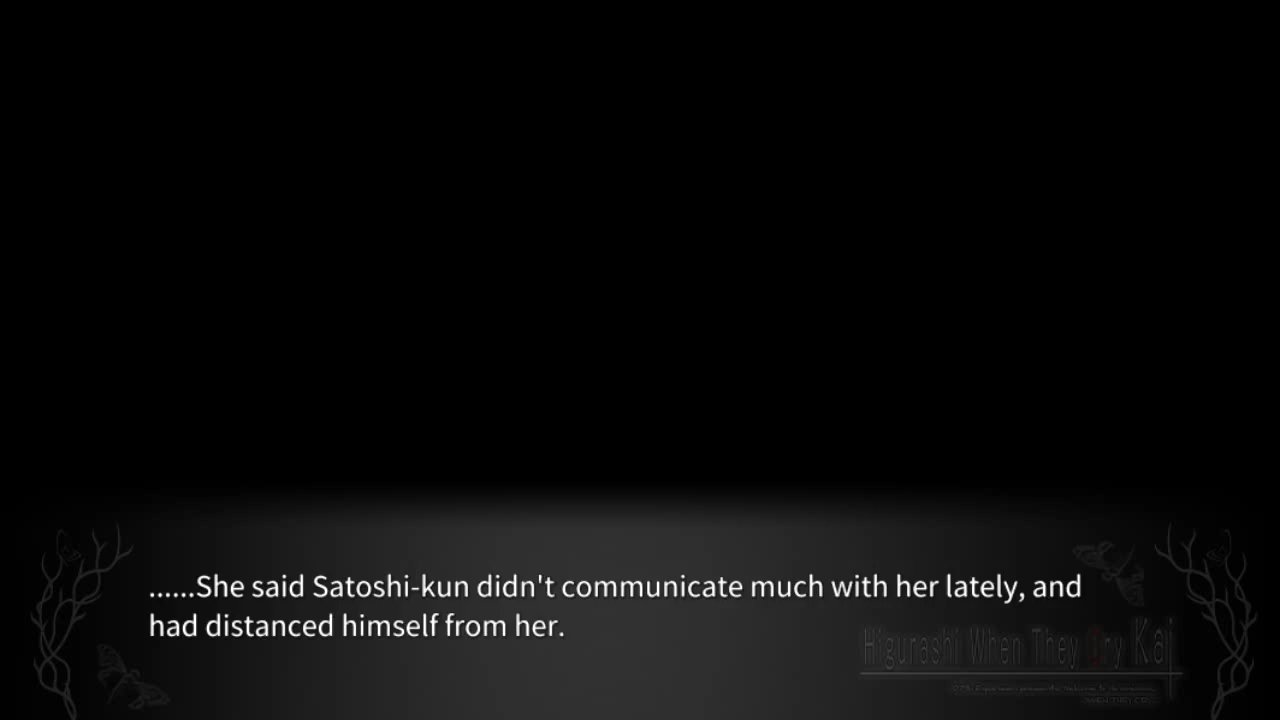 ......She said Satoshi-kun didn't communicate much with her lately, and
had distanced himself from her.
Higurashi When They Cry Kai